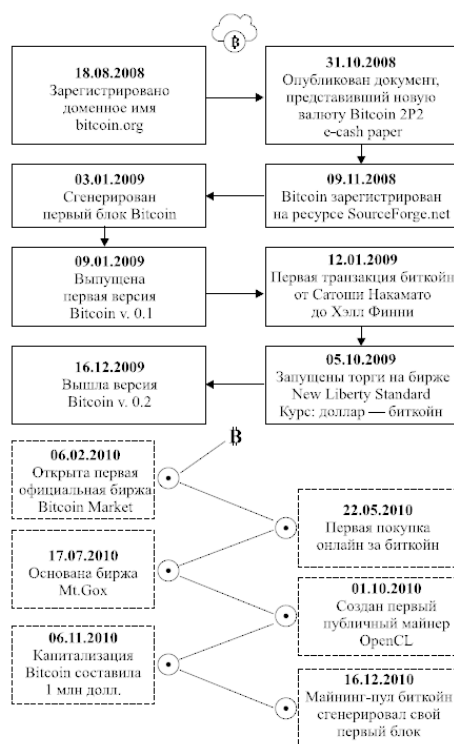 ₿
18.08.2008
Зарегистрировано
доменное имя
bitcoin.org
31.10.2008
Опубликован документ,
представивший новую
валюту Bitcoin 2P2
e-cash paper
09.11.2008
Bitcoin зарегистрирован
на ресурсе SourceForge.net
03.01.2009
Сгенерирован
первый блок Bitcoin
09.01.2009
Выпущена
первая версия
Bitcoin v. 0.1
12.01.2009
Первая транзакция биткойн
от Сатоши Накамато
до Хэлл Финни
05.10.2009
Запущены торги на бирже
New Liberty Standard
Курс: доллар — биткойн
16.12.2009
Вышла версия
Bitcoin v. 0.2
₿
06.02.2010
Открыта первая
официальная биржа
Bitcoin Market
22.05.2010
Первая покупка
онлайн за биткойн
17.07.2010
Основана биржа
Mt.Gox
01.10.2010
Создан первый
публичный майнер
OpenCL
06.11.2010
Капитализация
Bitcoin составила
1 млн долл.
16.12.2010
Майнинг-пул биткойн
сгенерировал свой
первый блок